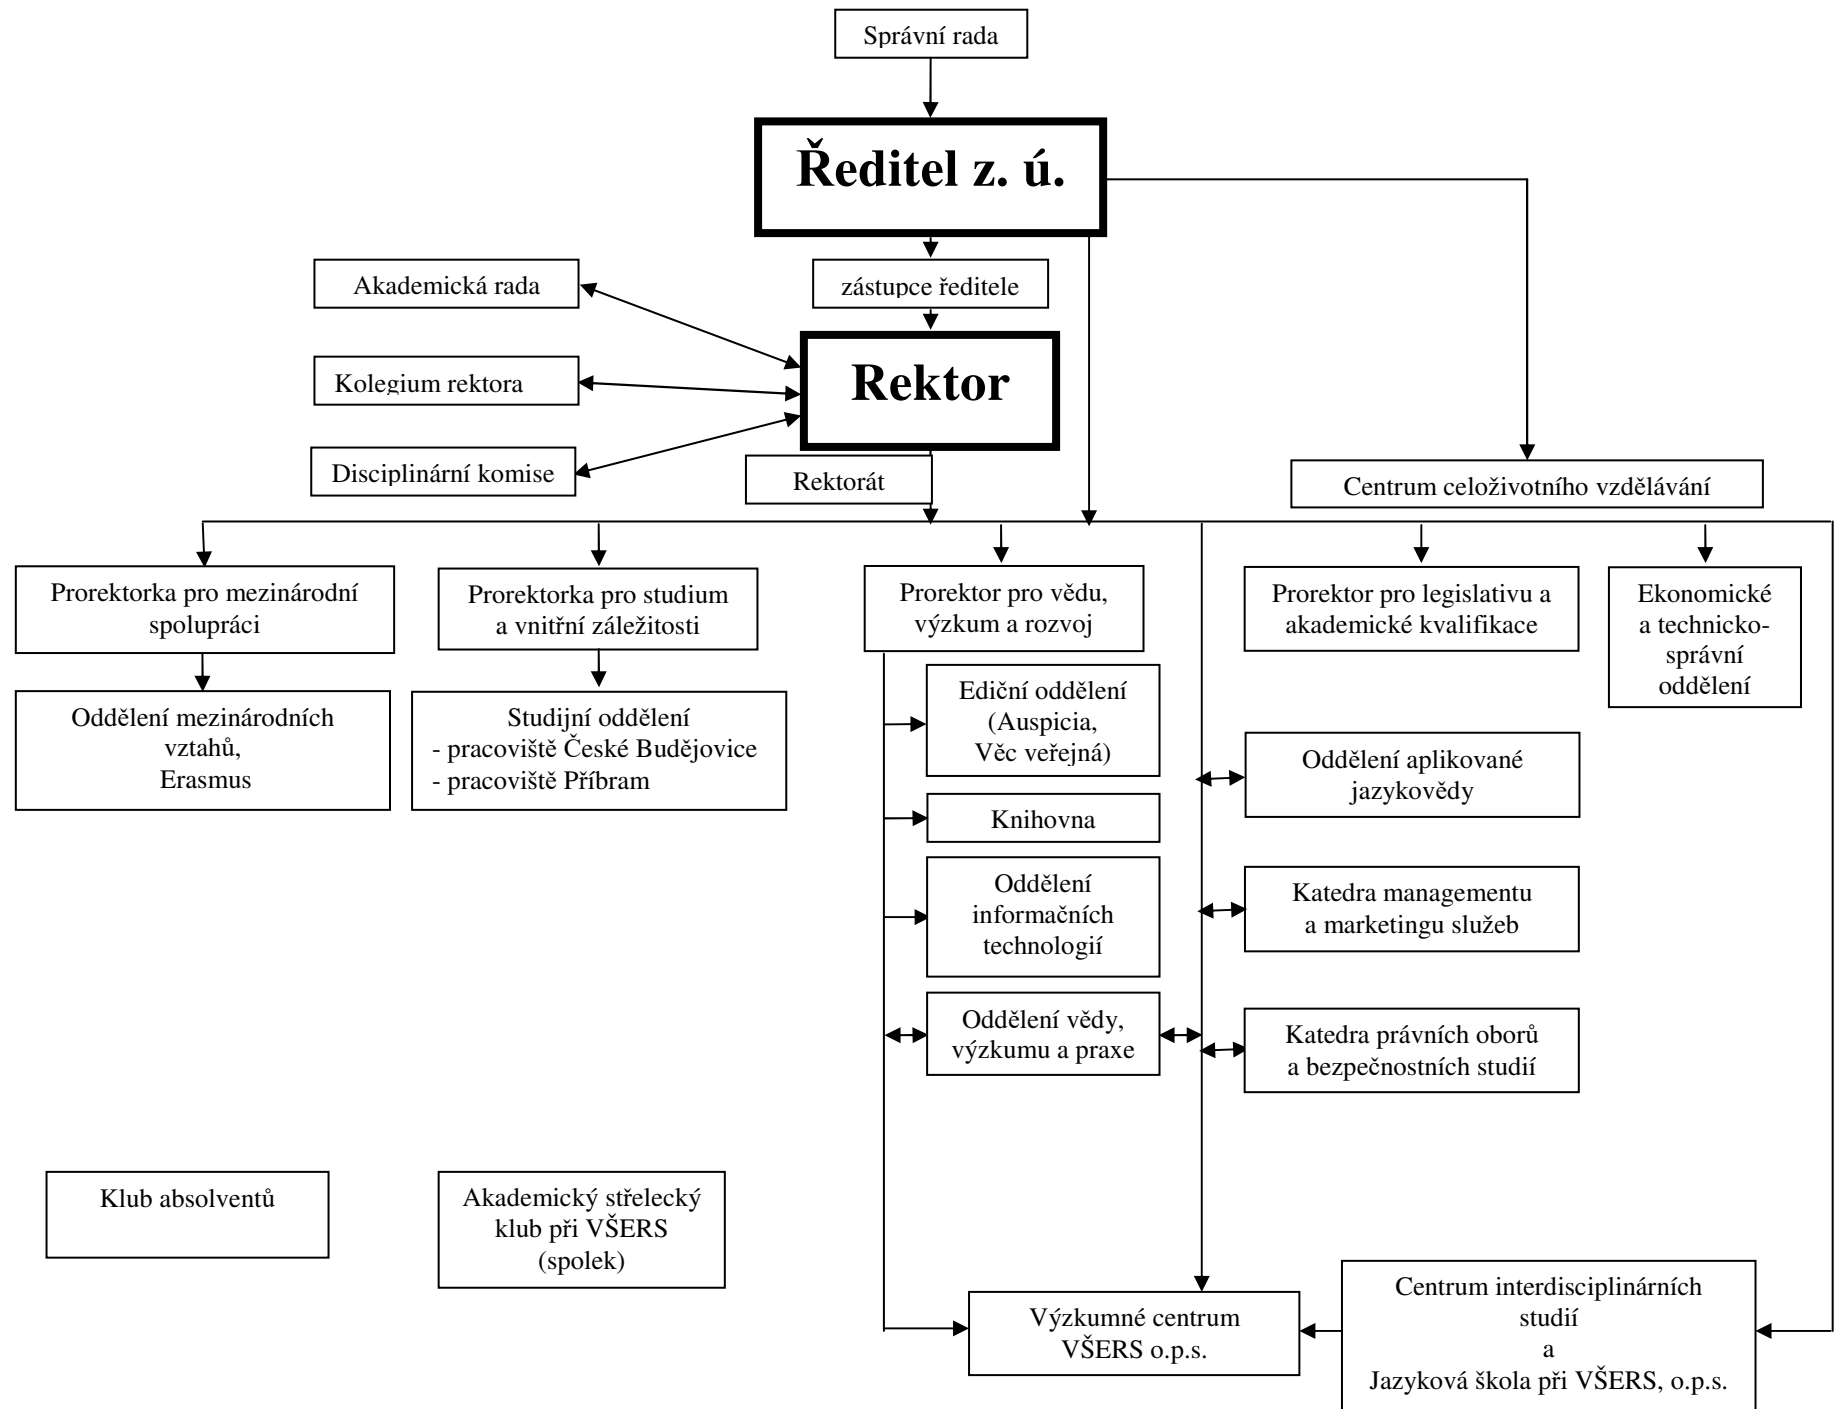 Správní rada
Ředitel z. ú.
Akademická rada
zástupce ředitele
Kolegium rektora
Rektor
Disciplinární komise
Rektorát
Centrum celoživotního vzdělávání
Prorektorka pro mezinárodní
spolupráci
Prorektorka pro studium
a vnitřní záležitosti
Prorektor pro vědu,
výzkum a rozvoj
Prorektor pro legislativu a
akademické kvalifikace
Ekonomické
a technicko-
správní
oddělení
Oddělení mezinárodních
vztahů,
Erasmus
Studijní oddělení
- pracoviště České Budějovice
- pracoviště Příbram
Ediční oddělení
(Auspicia,
Věc veřejná)
Oddělení aplikované
jazykovědy
Knihovna
Oddělení
informačních
technologií
Katedra managementu
a marketingu služeb
Oddělení vědy,
výzkumu a praxe
Katedra právních oborů
a bezpečnostních studií
Klub absolventů
Akademický střelecký
klub při VŠERS
(spolek)
Výzkumné centrum
VŠERS o.p.s.
Centrum interdisciplinárních
studií
a
Jazyková škola při VŠERS, o.p.s.